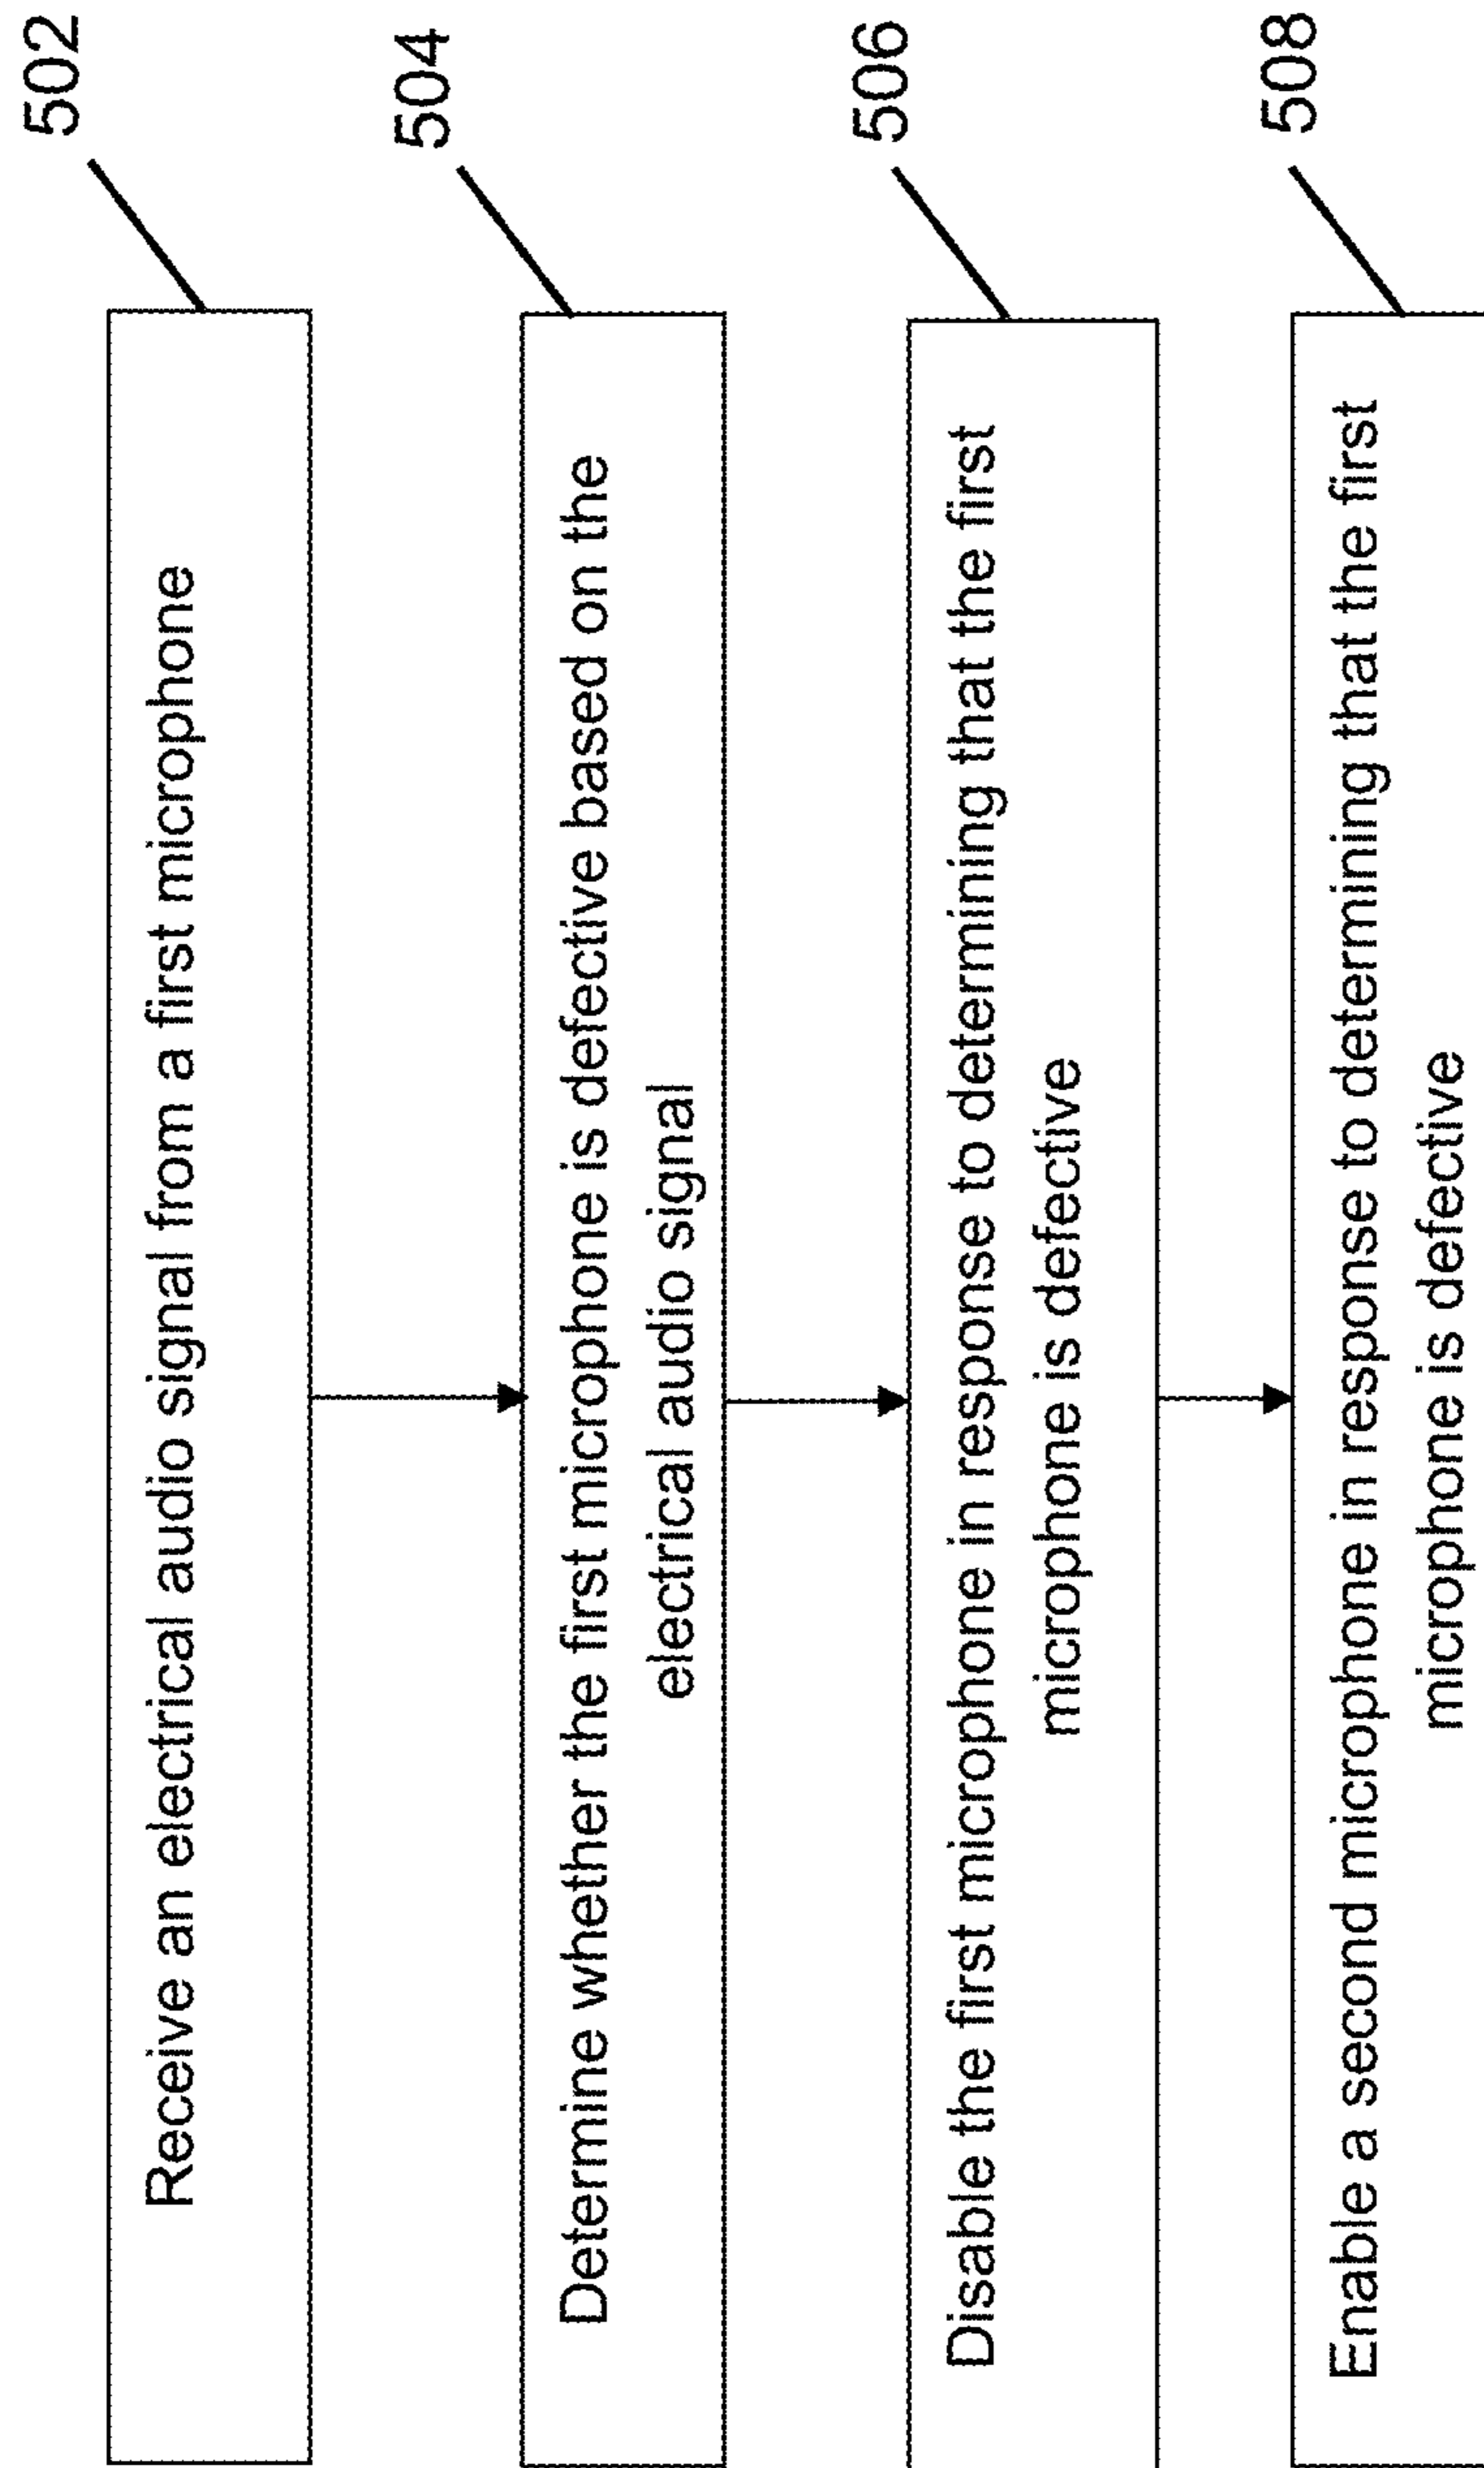 502
Receive an electrical audio signal from a first microphone
504
Determine whether the first microphone is defective based on the
electrical audio signal
506
Disable the first microphone in response to determining that the first
microphone is defective
508
Enable a second microphone in response to determining that the first
microphone is defective